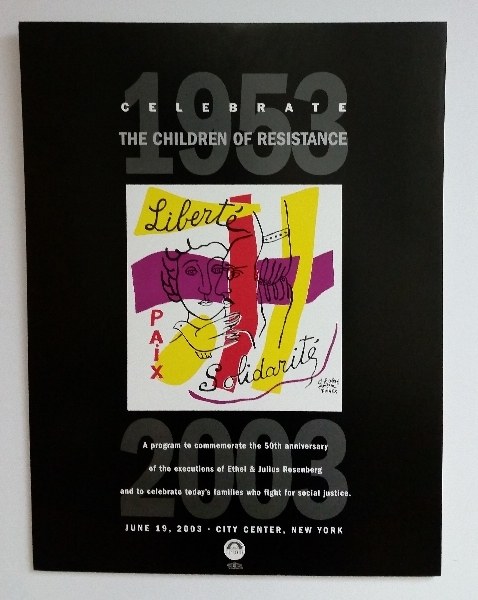 1953
CELEBRATE
THE CHILDREN OF RESISTANCE
Liberté
PAiX
Solidarité
2003
A program to commemorate the 50th anniversary
of the executions of Ethel & Julius Rosenberg
and to celebrate today's families who fight for social justice.
JUNE 19, 2003 · CITY CENTER, NEW YORK